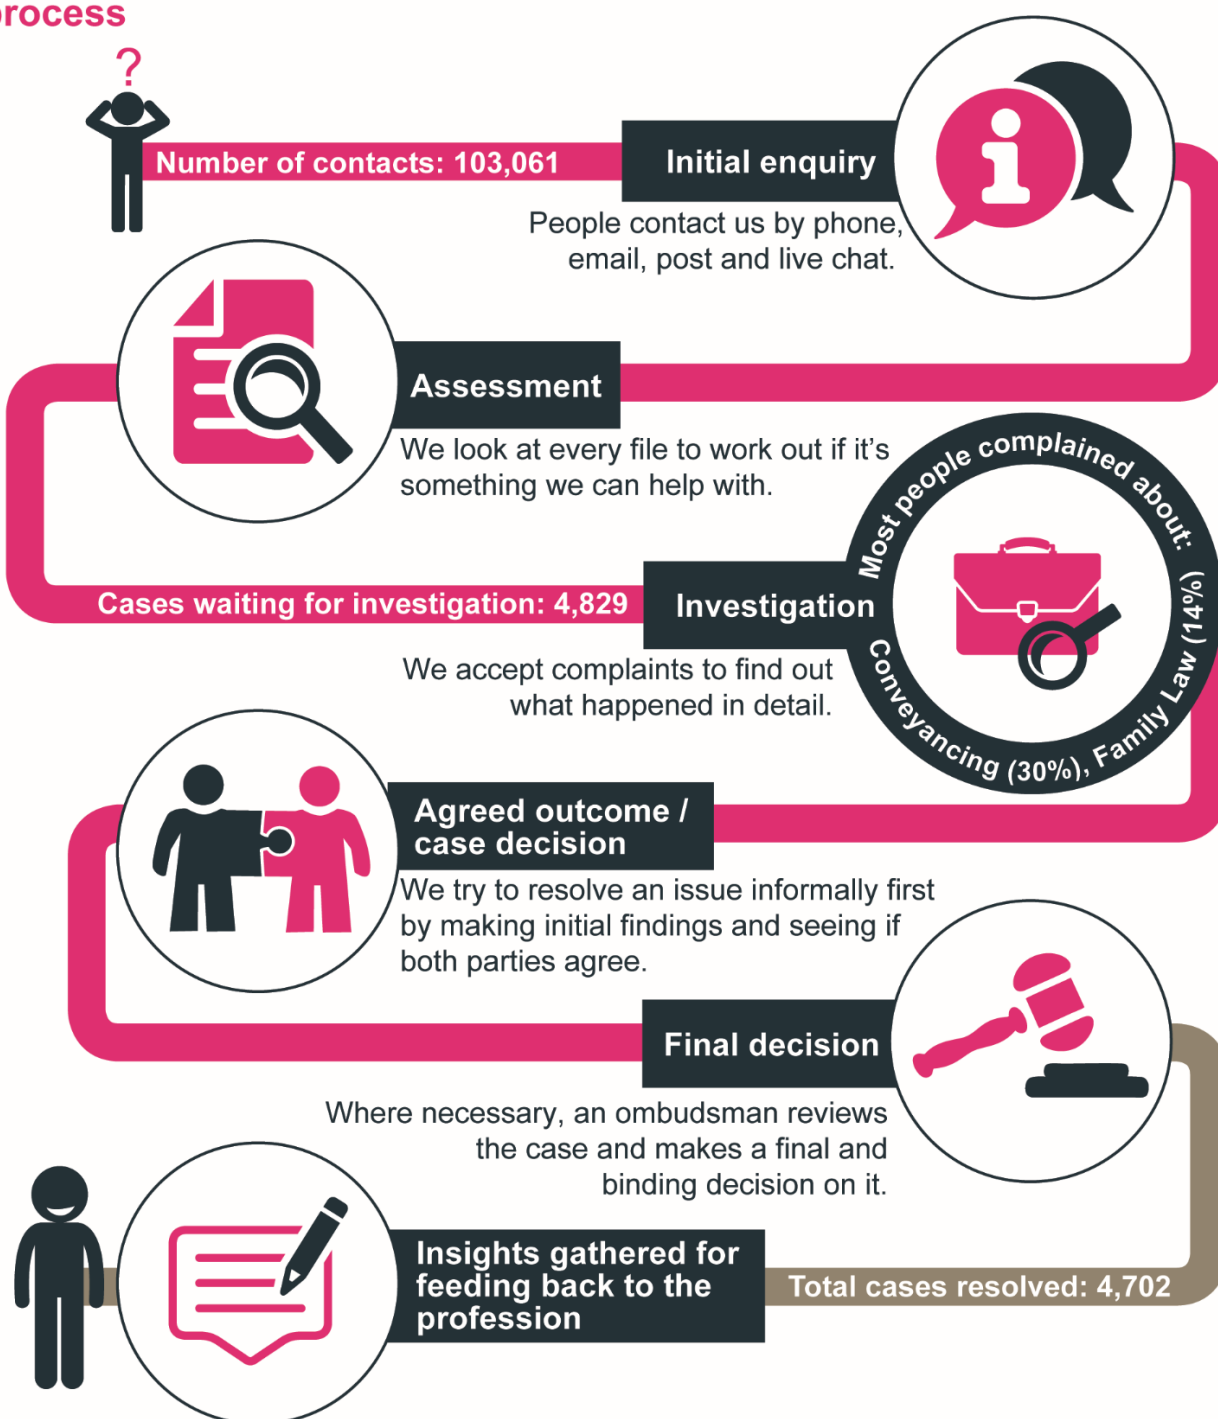 process
?
Number of contacts: 103,061
Initial enquiry
i
People contact us by phone,
email, post and live chat.
Assessment
We look at every file to work out if it's
something we can help with.
Most people complained about:
Conveyancing (30%), Family Law (14%)
Cases waiting for investigation: 4,829
Investigation
We accept complaints to find out
what happened in detail.
Agreed outcome /
case decision
We try to resolve an issue informally first
by making initial findings and seeing if
both parties agree.
Final decision
Where necessary, an ombudsman reviews
the case and makes a final and
binding decision on it.
Insights gathered for
feeding back to the
profession
Total cases resolved: 4,702